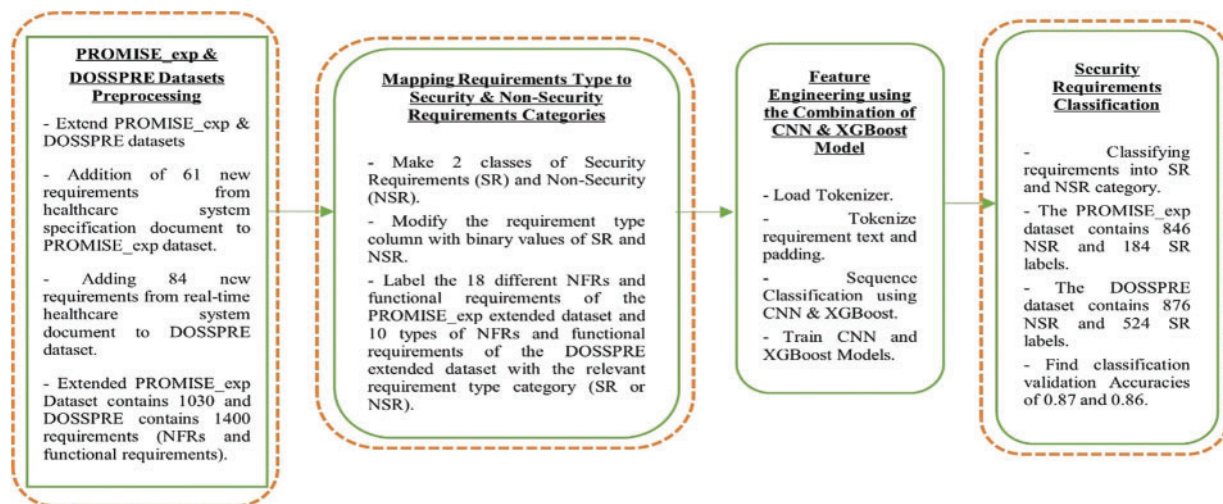 PROMISE_exp &
DOSSPRE Datasets
Preprocessing
- Extend PROMISE_exp &
DOSSPRE datasets
- Addition of 61 new
requirements from
healthcare system
specification document to
PROMISE_exp dataset.
- Adding 84 new
requirements from real-time
healthcare system
document to DOSSPRE
dataset.
- Extended PROMISE_exp
Dataset contains 1030 and
DOSSPRE contains 1400
requirements (NFRs and
functional requirements).
Mapping Requirements Type to
Security & Non-Security
Requirements Categories
- Make 2 classes of Security
Requirements (SR) and Non-Security
(NSR).
- Modify the requirement type
column with binary values of SR and
NSR.
- Label the 18 different NFRs and
functional requirements of the
PROMISE_exp extended dataset and
10 types of NFRs and functional
requirements of the DOSSPRE
extended dataset with the relevant
requirement type category (SR or
NSR).
Feature
Engineering using
the Combination of
CNN & XGBoost
Model
- Load Tokenizer.
- Tokenize
requirement text and
padding.
- Sequence
Classification using
CNN & XGBoost.
- Train CNN and
XGBoost Models.
Security
Requirements
Classification
- Classifying
requirements into SR
and NSR category.
- The PROMISE_exp
dataset contains 846
NSR and 184 SR
labels.
- The DOSSPRE
dataset contains 876
NSR and 524 SR
labels.
- Find classification
validation Accuracies
of 0.87 and 0.86.